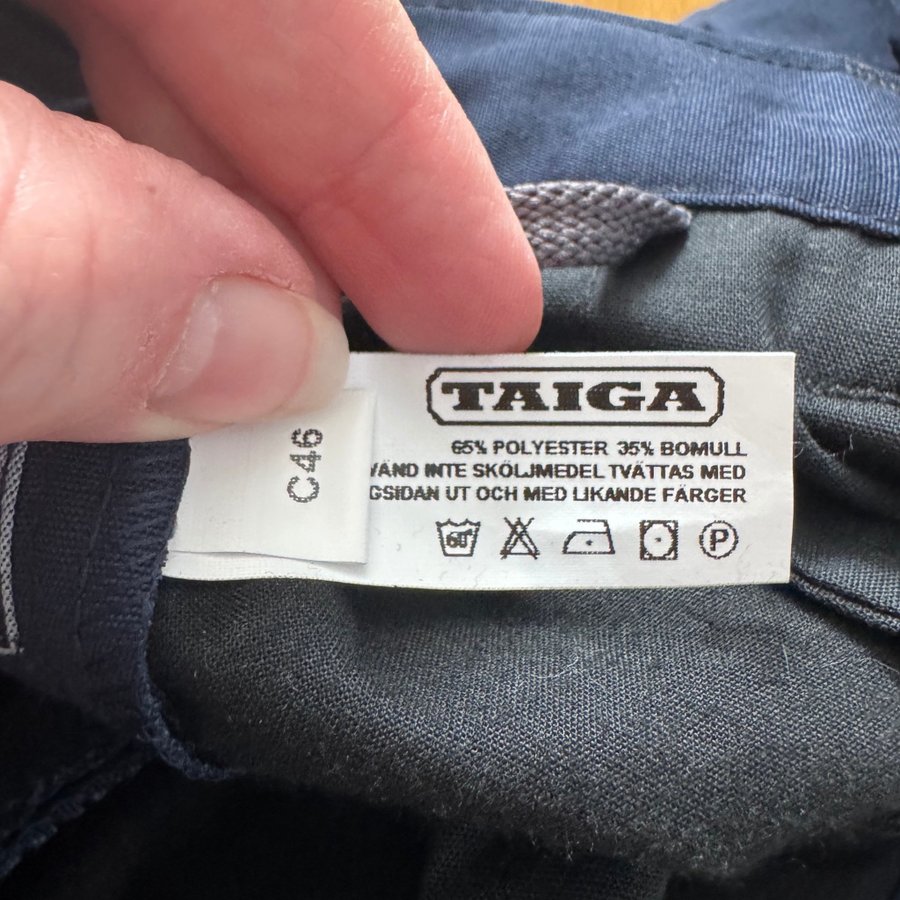 TAIGA
65% POLYESTER 35% BOMULL
VÄND INTE SKÖLJMEDEL TVÄTTAS MED
GSIDAN UT OCH MED LIKANDE FÄRGER
60° P
C46